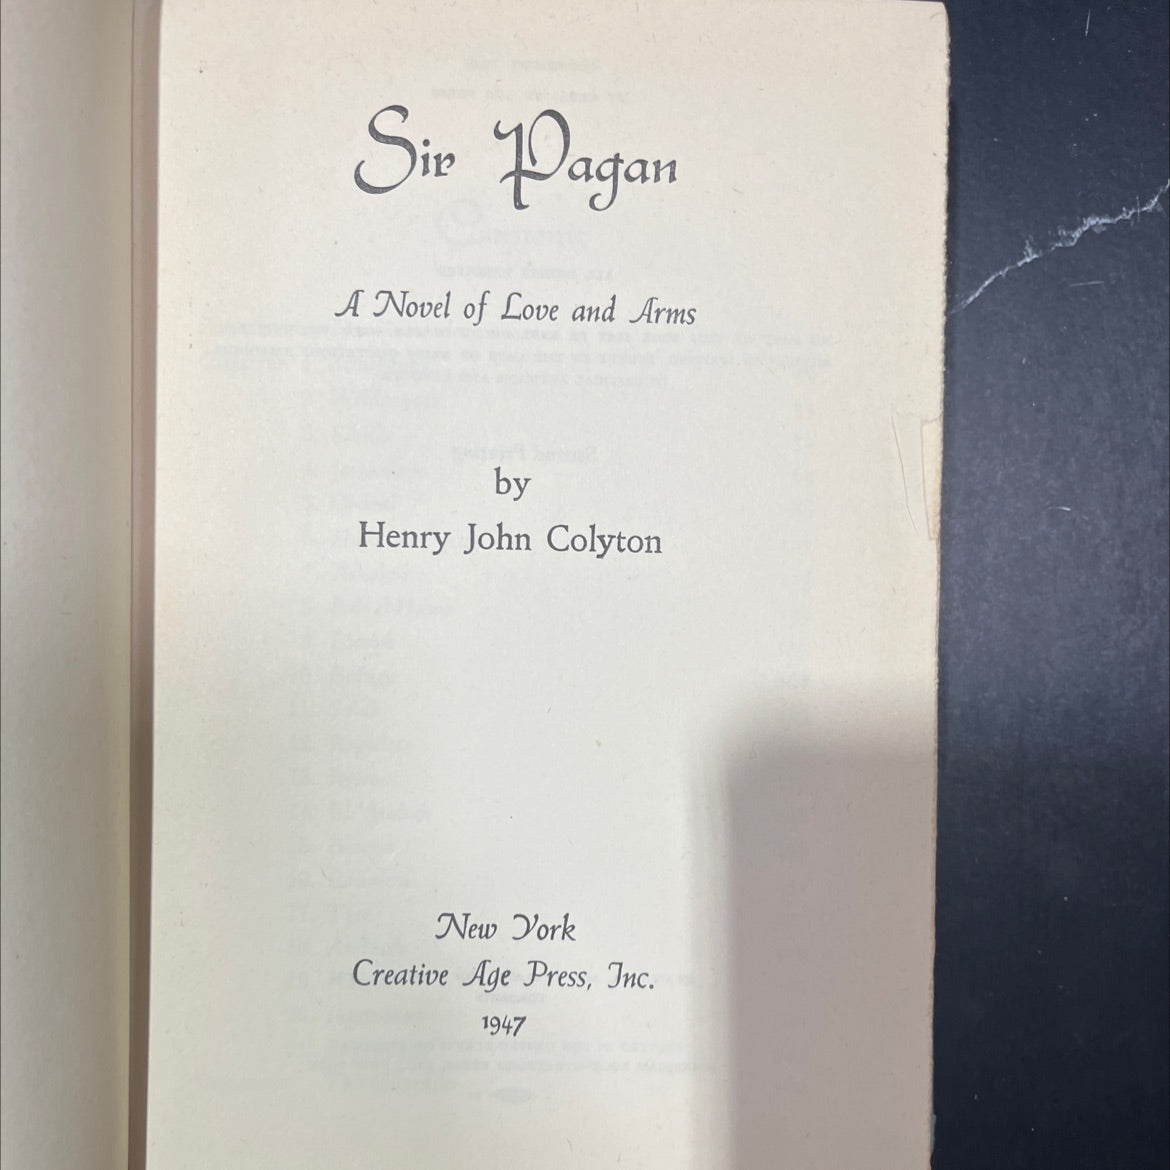 Sir Pagan
A Novel of Love and Arms
by
Henry John Colyton
New York
Creative Age Press, Inc.
1947